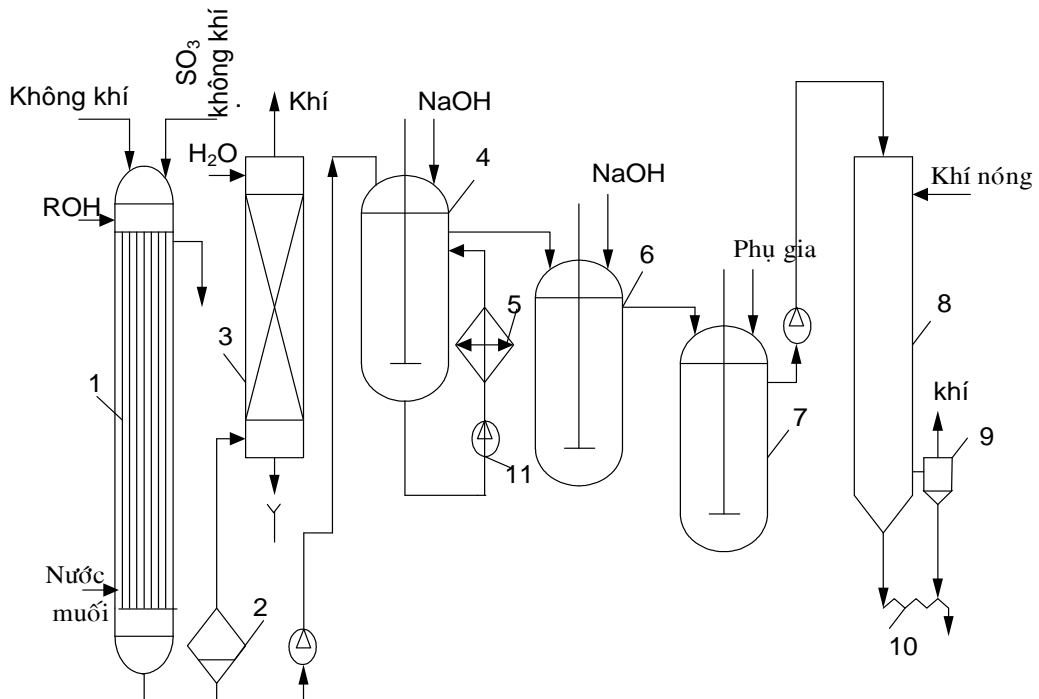 SO₃
không khí
.
Không khí
Khí
NaOH
H₂O
4
NaOH
Khí nóng
ROH
Phụ gia
6
5
3
8
1
khí
9
7
11
Nước
muối
2
10